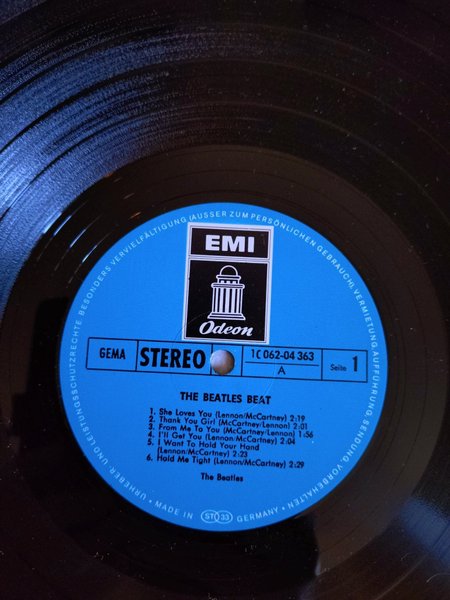 URHEBER UND LEISTUNGSSCHUTZRECHTE BESONDERS VERVIELFÄLTIGUNG (AUSSER ZUM PERSÖNLICHEN GEBRAUCH), VERMIETUNG, AUFFÜHRUNG, SENDUNG VORBEHALTEN
EMI
Odeon
GEMA STEREO 1C 062-04 363 Seite 1
A
THE BEATLES BEAT
1. She Loves You (Lennon/McCartney) 2:19
2. Thank You Girl (McCartney/Lennon) 2:01
3. From Me To You (McCartney/Lennon) 1:56
4. I'll Get You (Lennon/McCartney) 2:04
5. I Want To Hold Your Hand
(Lennon/McCartney) 2:23
6. Hold Me Tight (Lennon/McCartney) 2:29
The Beatles
• MADE IN ST 33 GERMANY •